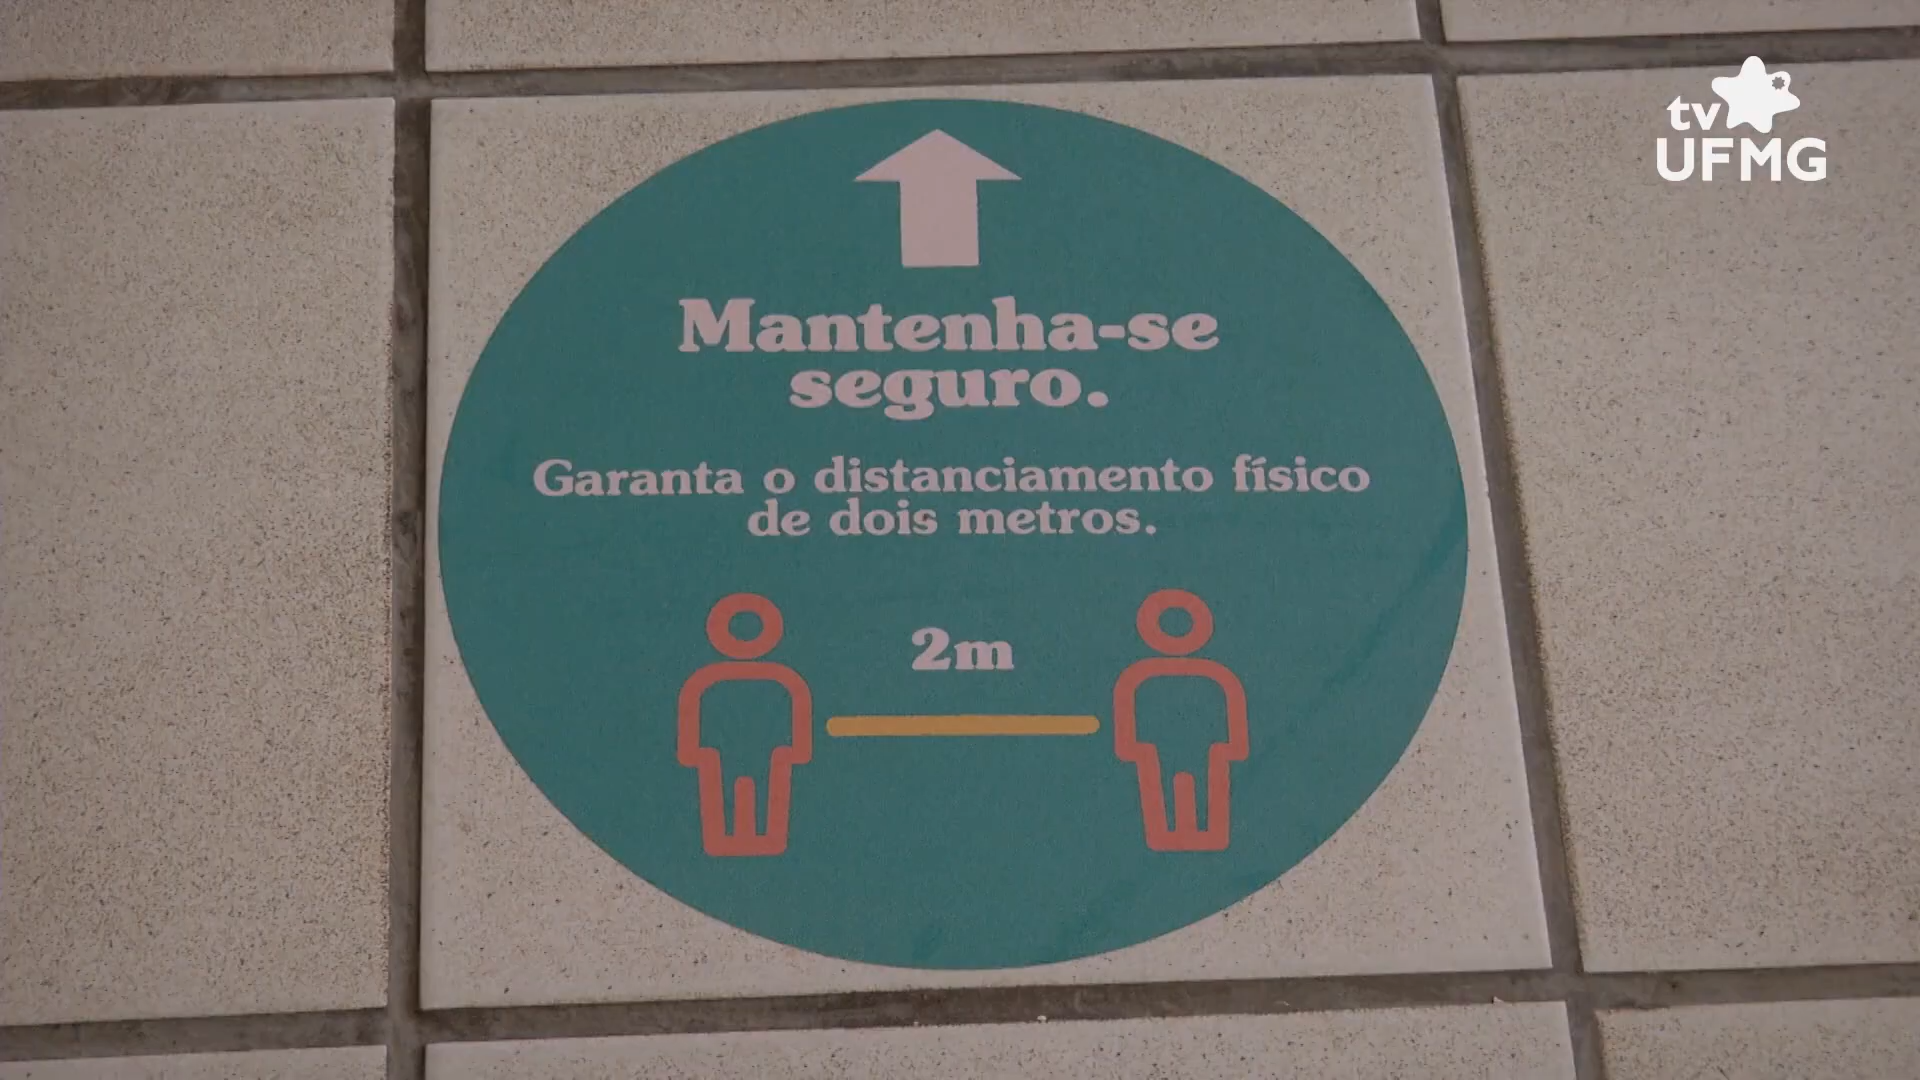 tv
UFMG
Mantenha-se
seguro.
Garanta o distanciamento físico
de dois metros.
2m